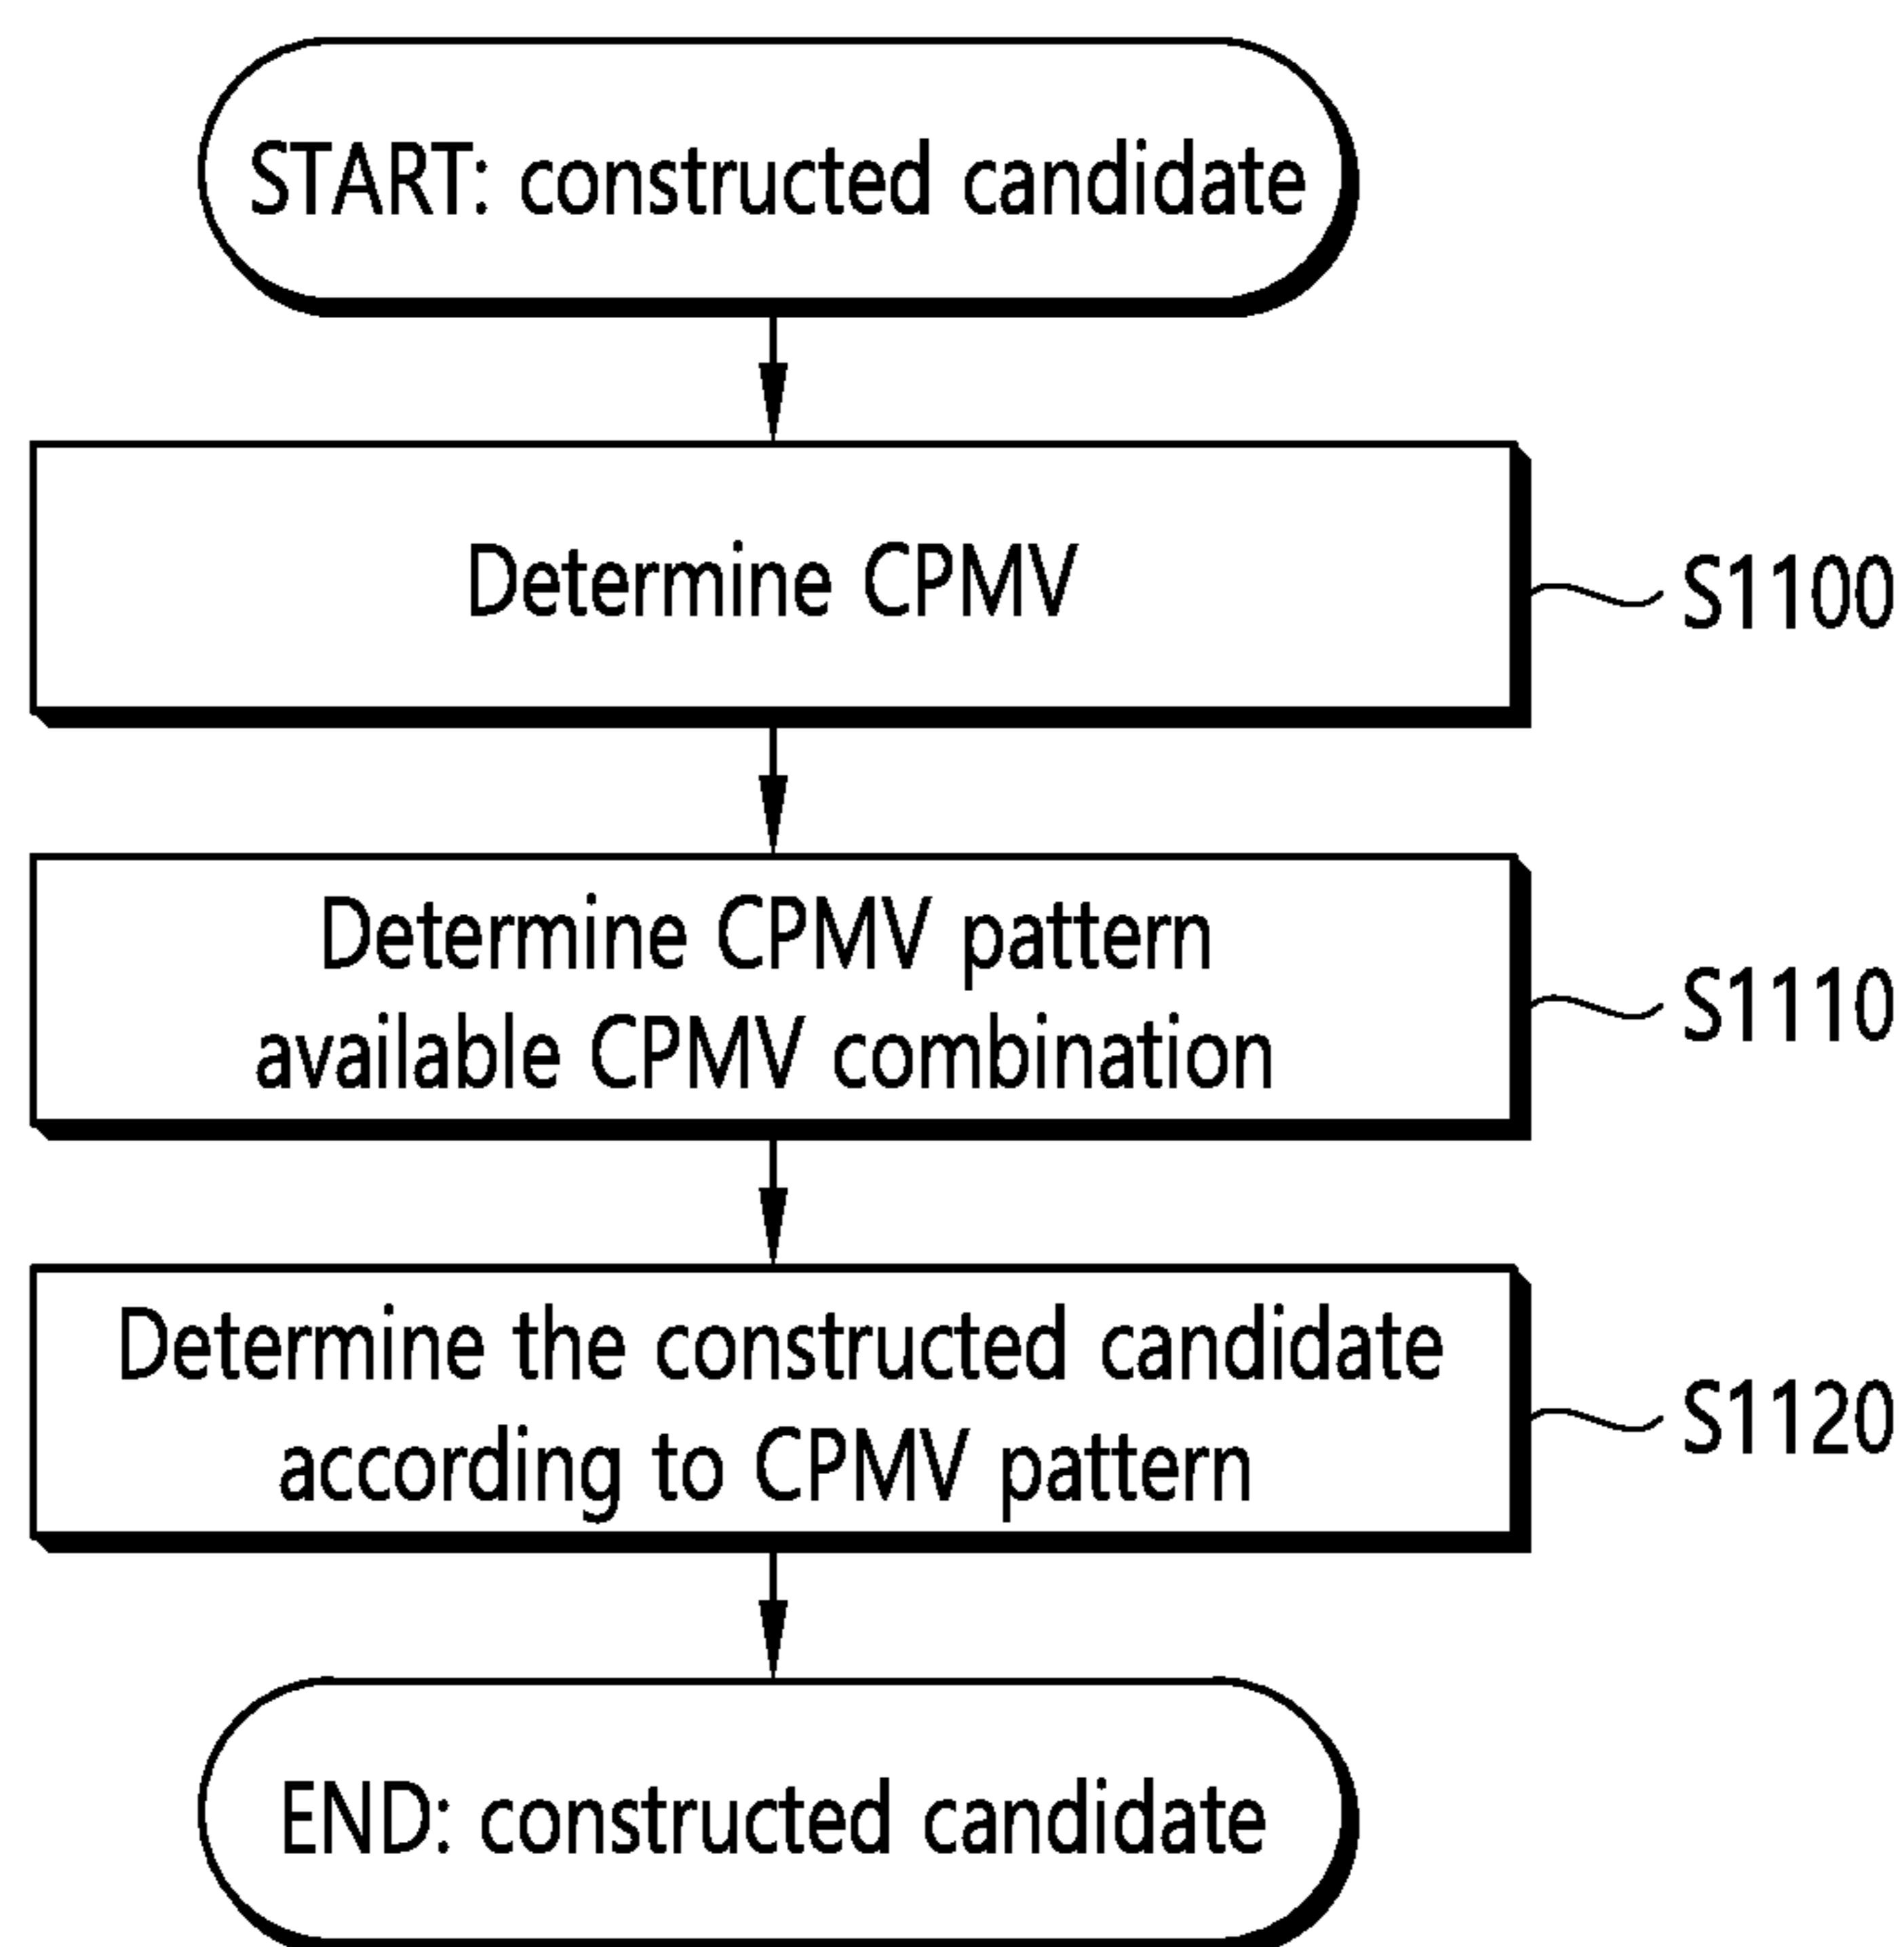 START: constructed candidate
Determine CPMV
S1100
Determine CPMV pattern
available CPMV combination
S1110
Determine the constructed candidate
according to CPMV pattern
S1120
END: constructed candidate